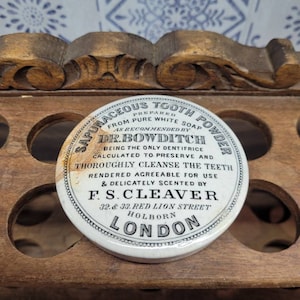 SAPONACEOUS TOOTH POWDER
PREPARED
FROM PURE WHITE SOAP
AS RECOMMENDED BY
DR. BOWDITCH
BEING THE ONLY DENTIFRICE
CALCULATED TO PRESERVE AND
THOROUGHLY CLEANSE THE TEETH
RENDERED AGREEABLE FOR USE
& DELICATELY SCENTED BY
F. S. CLEAVER
32 & 33 RED LION STREET
HOLBORN
LONDON